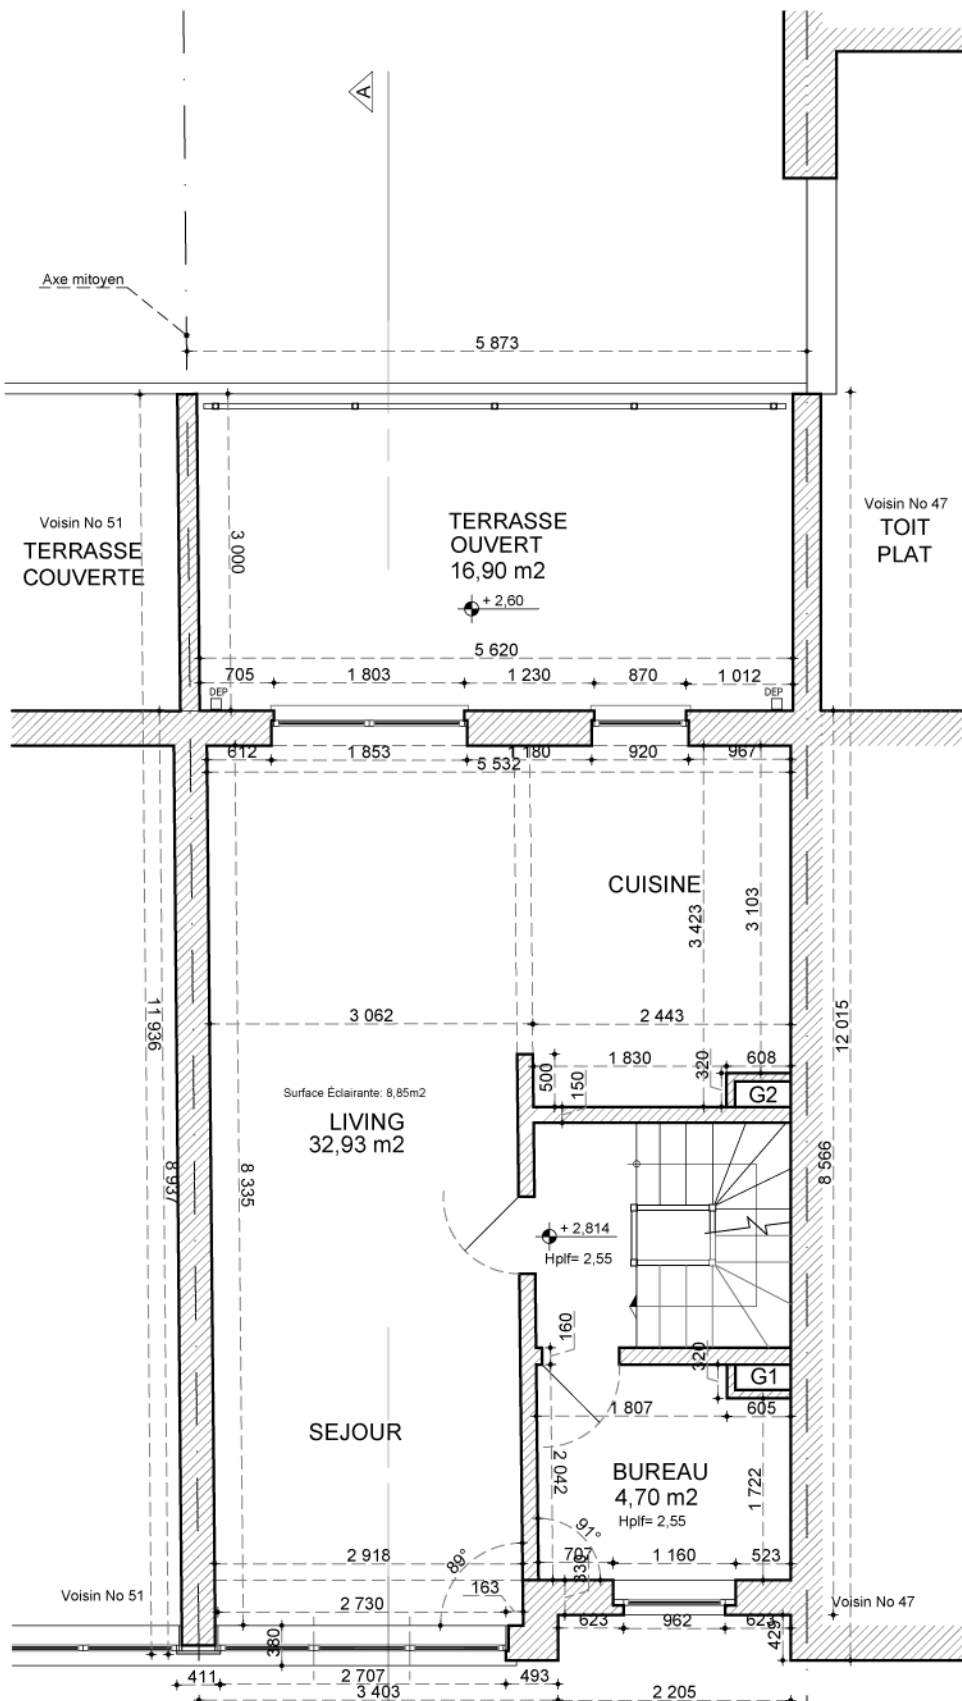 A
Axe mitoyen
5 873
Voisin No 51
TERRASSE
COUVERTE
3 000
TERRASSE
OUVERT
16,90 m2
+ 2,60
Voisin No 47
TOIT
PLAT
5 620
705
1 803
1 230
870
1 012
DEP
DEP
612
1 853
1 180
920
967
5 532
CUISINE
3 423
3 103
11 936
12 015
3 062
2 443
1 830
608
320
500
150
G2
Surface Éclairante: 8,85m2
LIVING
32,93 m2
8 937
8 335
8 566
+ 2,814
Hplf= 2,55
160
320
G1
1 807
605
SEJOUR
2 042
BUREAU
4,70 m2
Hplf= 2,55
1 722
91°
89°
2 918
707
1 160
523
830
163
Voisin No 51
2 730
Voisin No 47
623
962
623
429
380
411
2 707
493
3 403
2 205